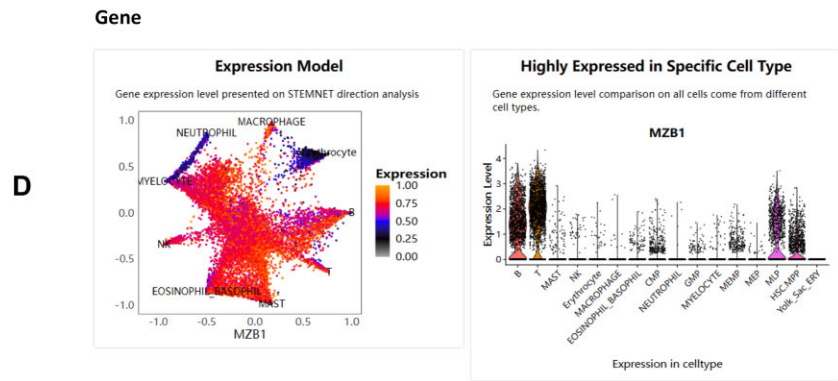 Gene
D
Expression Model
Gene expression level presented on STEMNET direction analysis
1.0
0.5
0.0
-0.5
-1.0
MACROPHAGE
NEUTROPHIL
Erythrocyte
MYELOCYTE
B
NK
T
EOSINOPHIL_BASOPHIL
MAST
-1.0 -0.5 0.0 0.5 1.0
MZB1
Expression
1.00
0.75
0.50
0.25
0.00
Highly Expressed in Specific Cell Type
Gene expression level comparison on all cells come from different
cell types.
MZB1
Expression Level
4
3
2
1
0
B
T
MAST
NK
Erythrocyte
MACROPHAGE
EOSINOPHIL_BASOPHIL
CMP
NEUTROPHIL
GMP
MYELOCYTE
MEMP
MEP
MLP
HSC.MPP
Yolk_Sac_ERY
Expression in celltype